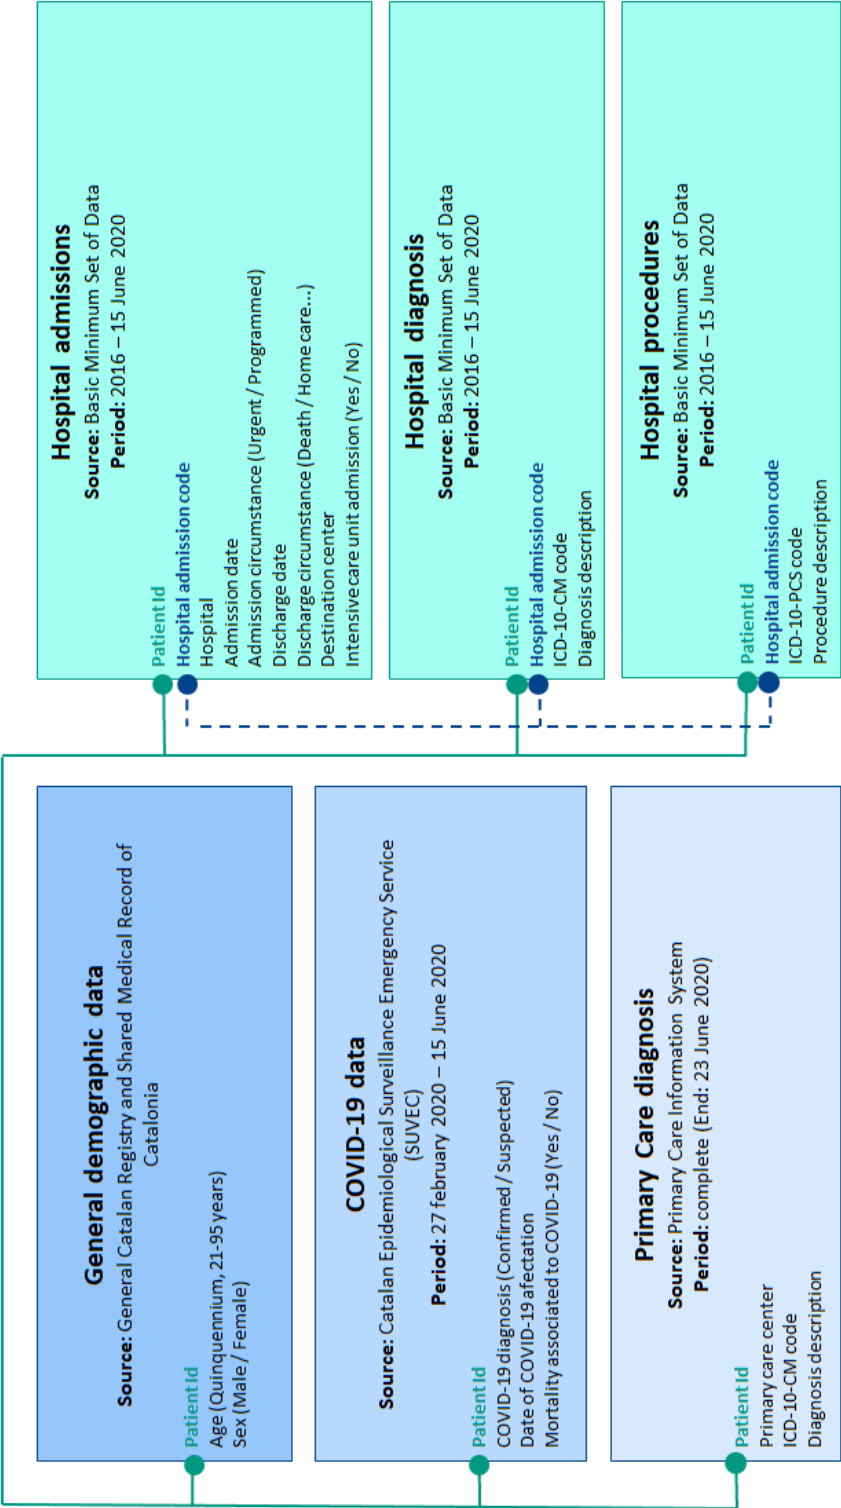 General demographic data
Source: General Catalan Registry and Shared Medical Record of
Catalonia
Patient Id
Age (Quinquennium, 21-95 years)
Sex (Male / Female)
COVID-19 data
Source: Catalan Epidemiological Surveillance Emergency Service
(SUVEC)
Period: 27 february 2020 – 15 June 2020
Patient Id
COVID-19 diagnosis (Confirmed / Suspected)
Date of COVID-19 afectation
Mortality associated to COVID-19 (Yes / No)
Primary Care diagnosis
Source: Primary Care Information System
Period: complete (End: 23 June 2020)
Patient Id
Primary care center
ICD-10-CM code
Diagnosis description
Hospital admissions
Source: Basic Minimum Set of Data
Period: 2016 – 15 June 2020
Patient Id
Hospital admission code
Hospital
Admission date
Admission circumstance (Urgent / Programmed)
Discharge date
Discharge circumstance (Death / Home care...)
Destination center
Intensive care unit admission (Yes / No)
Hospital diagnosis
Source: Basic Minimum Set of Data
Period: 2016 – 15 June 2020
Patient Id
Hospital admission code
ICD-10-CM code
Diagnosis description
Hospital procedures
Source: Basic Minimum Set of Data
Period: 2016 – 15 June 2020
Patient Id
Hospital admission code
ICD-10-PCS code
Procedure description